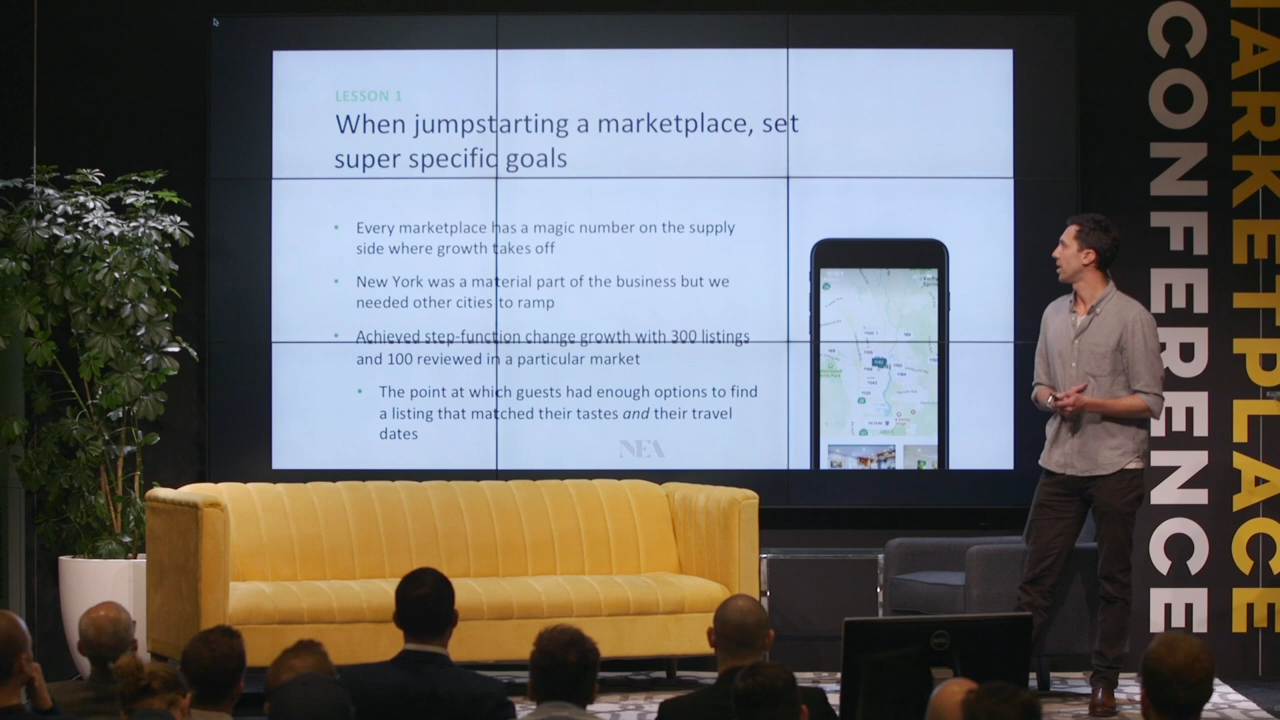 LESSON 1
When jumpstarting a marketplace, set
super specific goals
• Every marketplace has a magic number on the supply
side where growth takes off
• New York was a material part of the business but we
needed other cities to ramp
• Achieved step-function change growth with 300 listings
and 100 reviewed in a particular market
• The point at which guests had enough options to find
a listing that matched their tastes and their travel
dates
NEA
MARKETPLACE
CONFERENCE
DELL